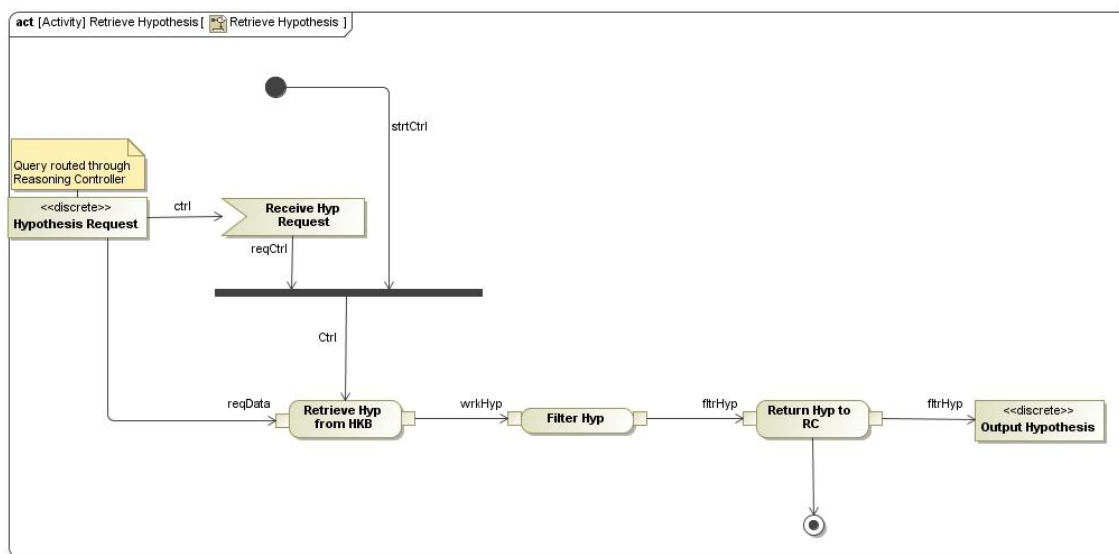 act [Activity] Retrieve Hypothesis [ Retrieve Hypothesis ]
strtCtrl
Query routed through
Reasoning Controller
<<discrete>>
Hypothesis Request
ctrl
Receive Hyp
Request
reqCtrl
Ctrl
reqData
Retrieve Hyp
from HKB
wrkHyp
Filter Hyp
fltrHyp
Return Hyp to
RC
fltrHyp
<<discrete>>
Output Hypothesis